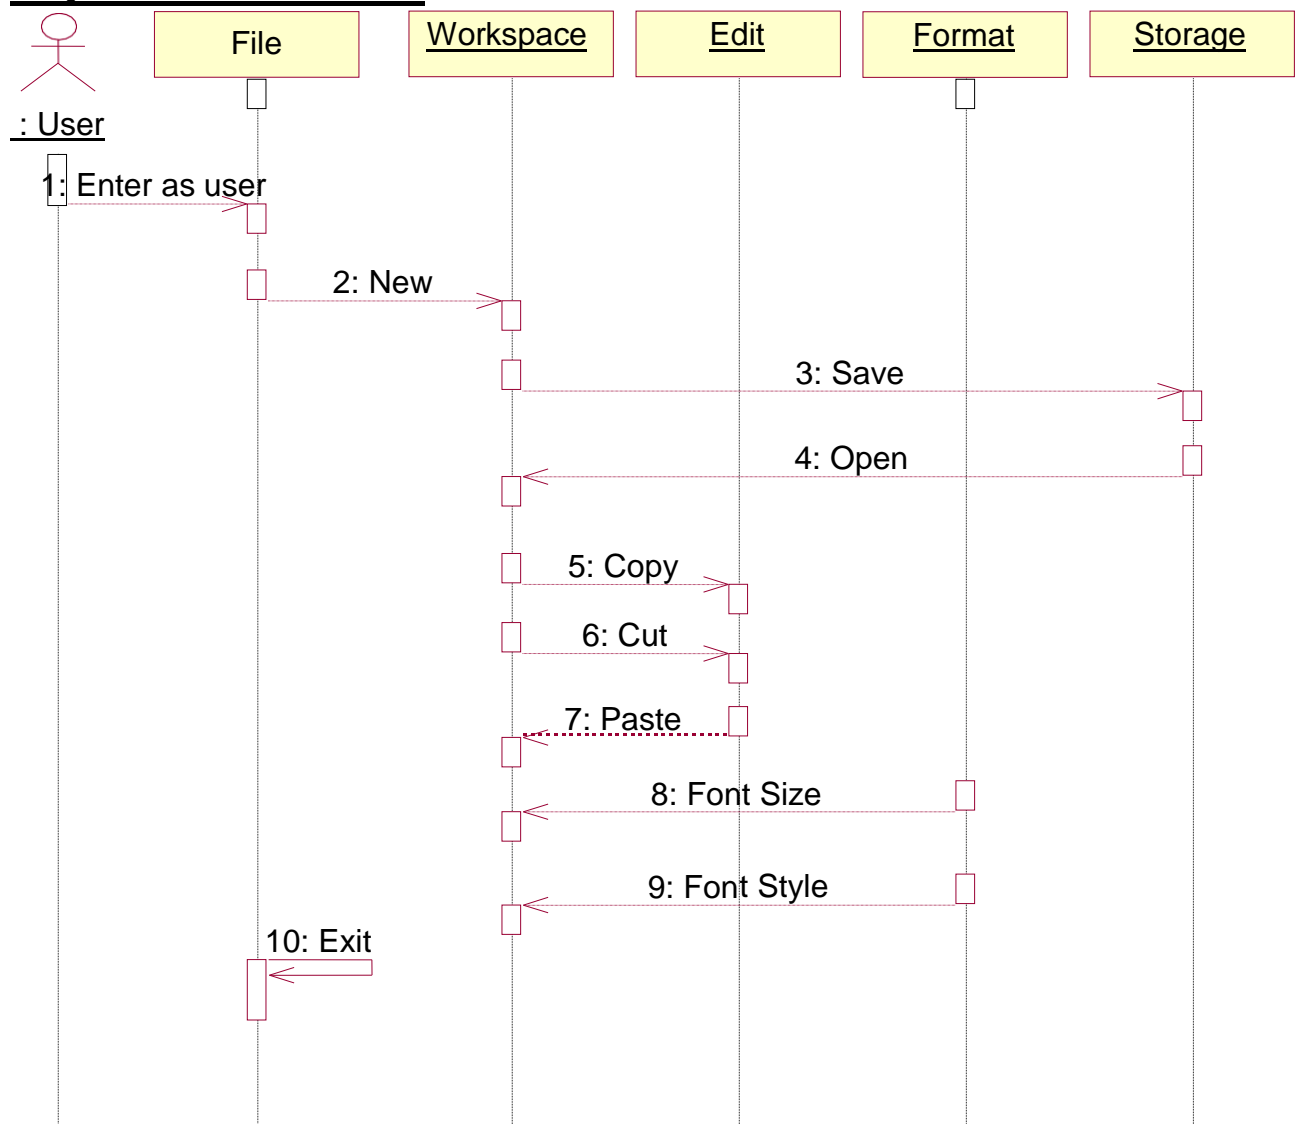 File
Workspace
Edit
Format
Storage
: User
1: Enter as user
2: New
3: Save
4: Open
5: Copy
6: Cut
7: Paste
8: Font Size
9: Font Style
10: Exit